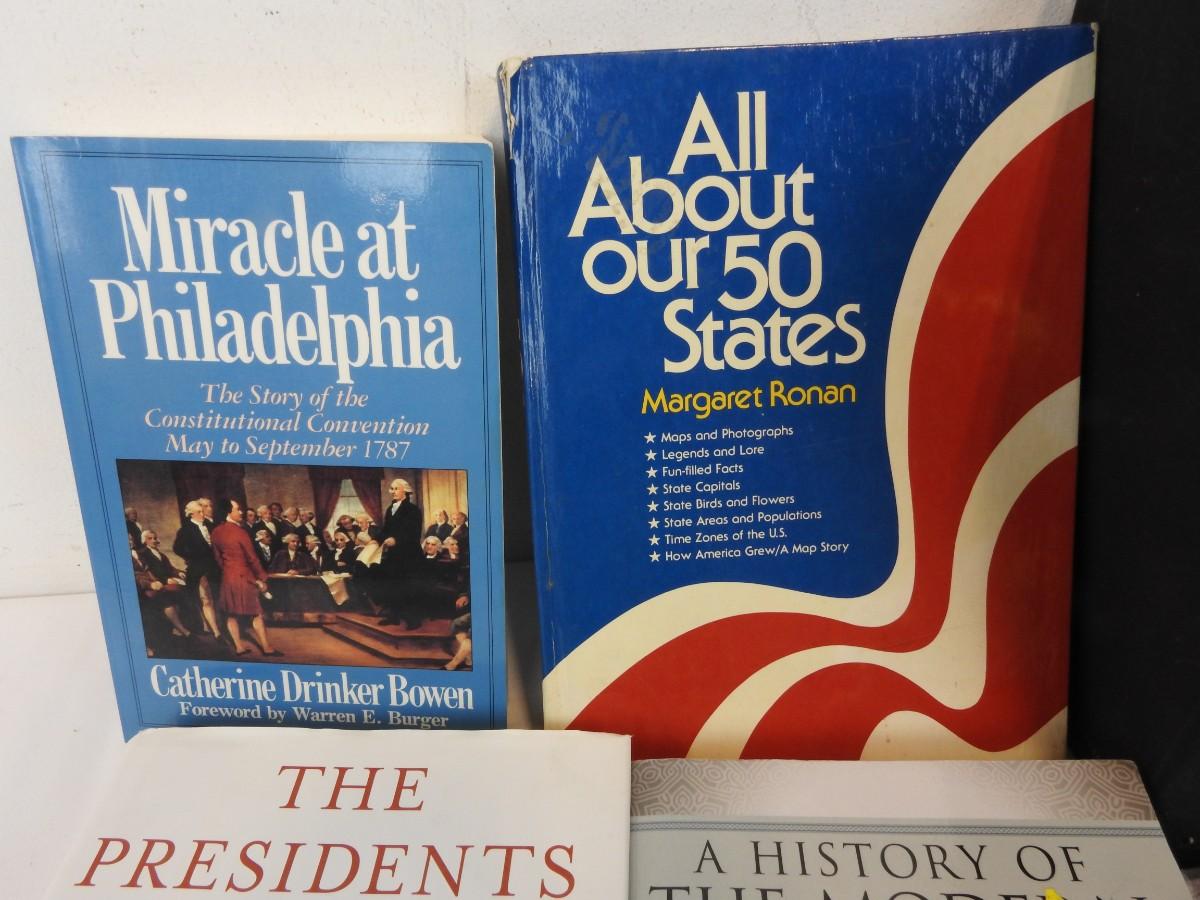 Miracle at
Philadelphia
The Story of the
Constitutional Convention
May to September 1787
Catherine Drinker Bowen
Foreword by Warren E. Burger
All
About
our 50
States
Margaret Ronan
★ Maps and Photographs
★ Legends and Lore
★ Fun-filled Facts
★ State Capitals
★ State Birds and Flowers
★ State Areas and Populations
★ Time Zones of the U.S.
★ How America Grew/A Map Story
THE
PRESIDENTS
A HISTORY OF
THE MODERN